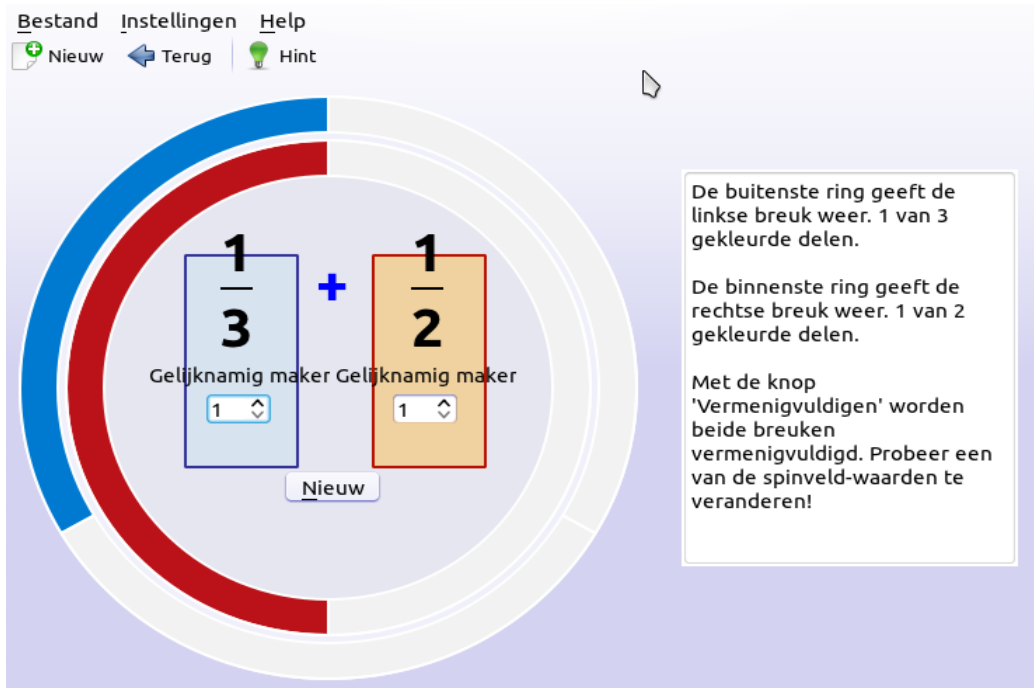 Bestand Instellingen Help
Nieuw Terug Hint
1 + 1
3 2
Gelijknamig maker Gelijknamig maker
1 1
Nieuw
De buitenste ring geeft de
linkse breuk weer. 1 van 3
gekleurde delen.
De binnenste ring geeft de
rechtse breuk weer. 1 van 2
gekleurde delen.
Met de knop
'Vermenigvuldigen' worden
beide breuken
vermenigvuldigd. Probeer een
van de spinveld-waarden te
veranderen!